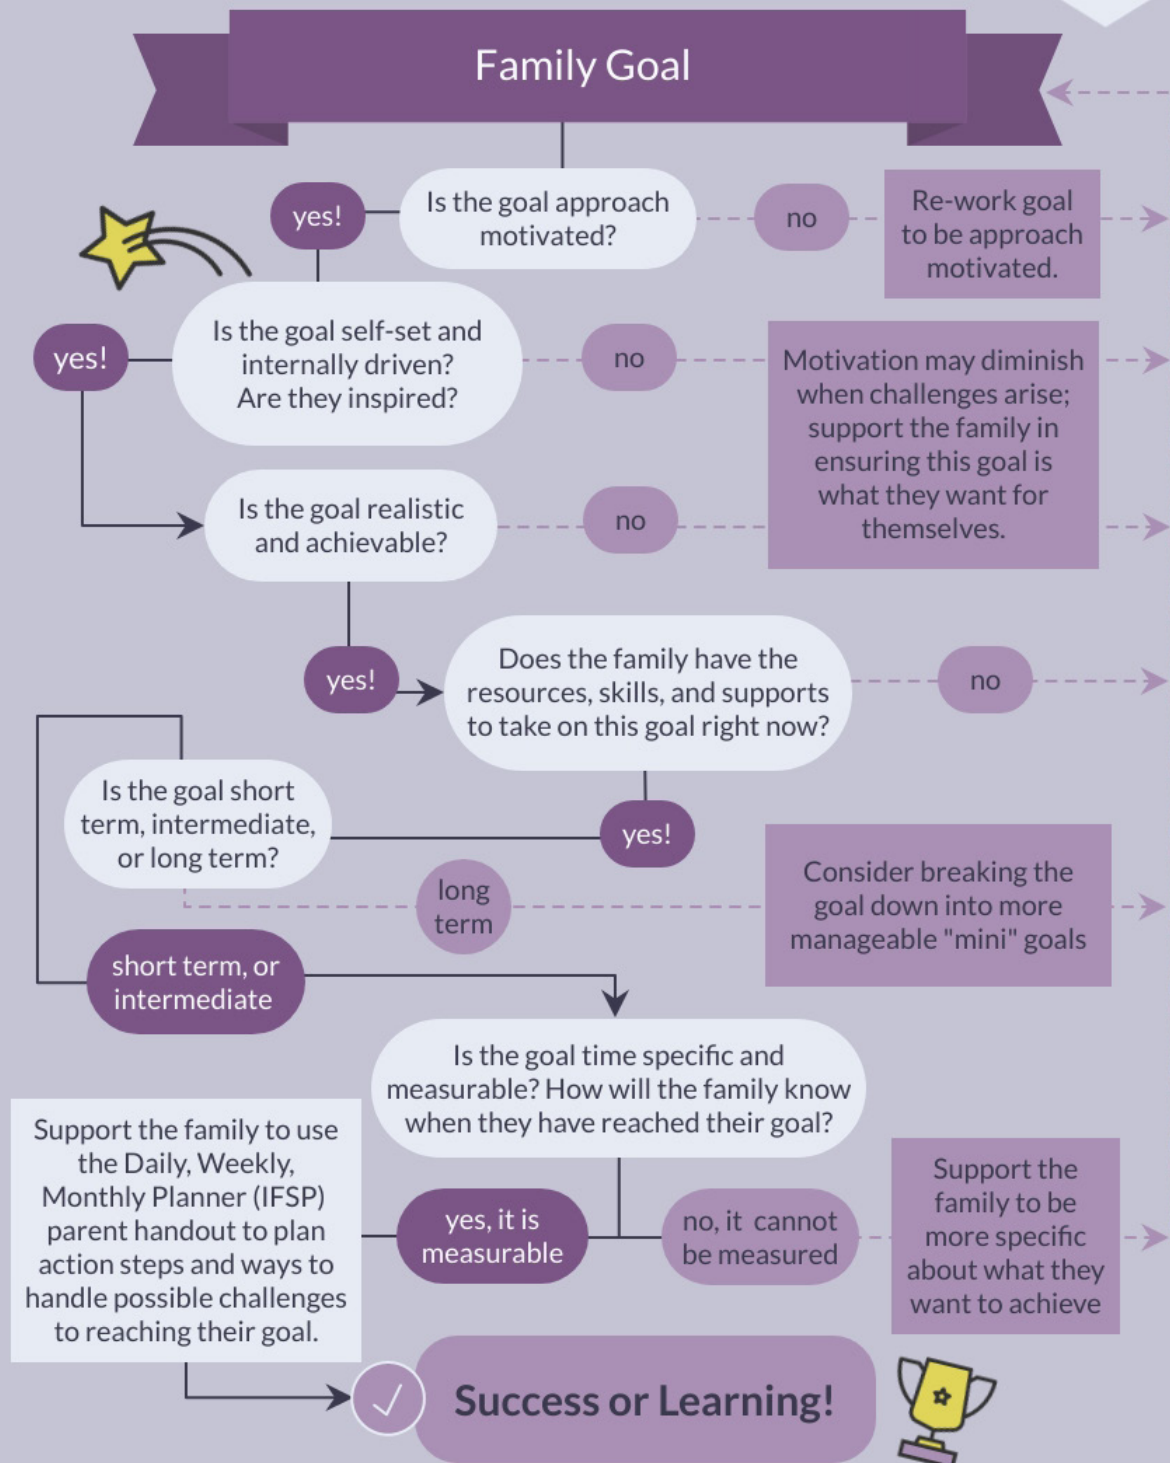 Family Goal
Is the goal approach
motivated?
yes!
no
Re-work goal
to be approach
motivated.
Is the goal self-set and
internally driven?
Are they inspired?
yes!
no
Motivation may diminish
when challenges arise;
support the family in
ensuring this goal is
what they want for
themselves.
Is the goal realistic
and achievable?
no
yes!
Does the family have the
resources, skills, and supports
to take on this goal right now?
no
yes!
Is the goal short
term, intermediate,
or long term?
long
term
Consider breaking the
goal down into more
manageable "mini" goals
short term, or
intermediate
Is the goal time specific and
measurable? How will the family know
when they have reached their goal?
yes, it is
measurable
no, it cannot
be measured
Support the
family to be
more specific
about what they
want to achieve
Support the family to use
the Daily, Weekly,
Monthly Planner (IFSP)
parent handout to plan
action steps and ways to
handle possible challenges
to reaching their goal.
Success or Learning!